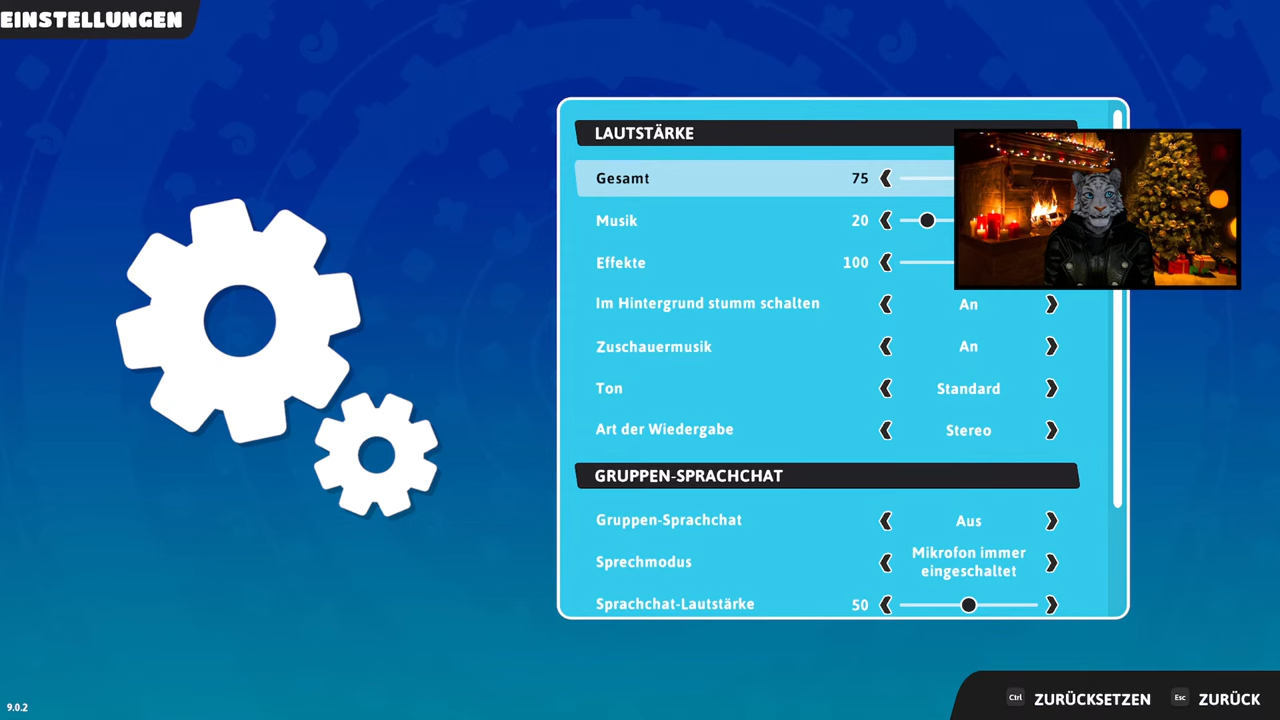 EINSTELLUNGEN
LAUTSTÄRKE
Gesamt 75
Musik 20
Effekte 100
Im Hintergrund stumm schalten An
Zuschauermusik An
Ton Standard
Art der Wiedergabe Stereo
GRUPPEN-SPRACHCHAT
Gruppen-Sprachchat Aus
Sprechmodus Mikrofon immer
eingeschaltet
Sprachchat-Lautstärke 50
9.0.2
Ctrl ZURÜCKSETZEN Esc ZURÜCK